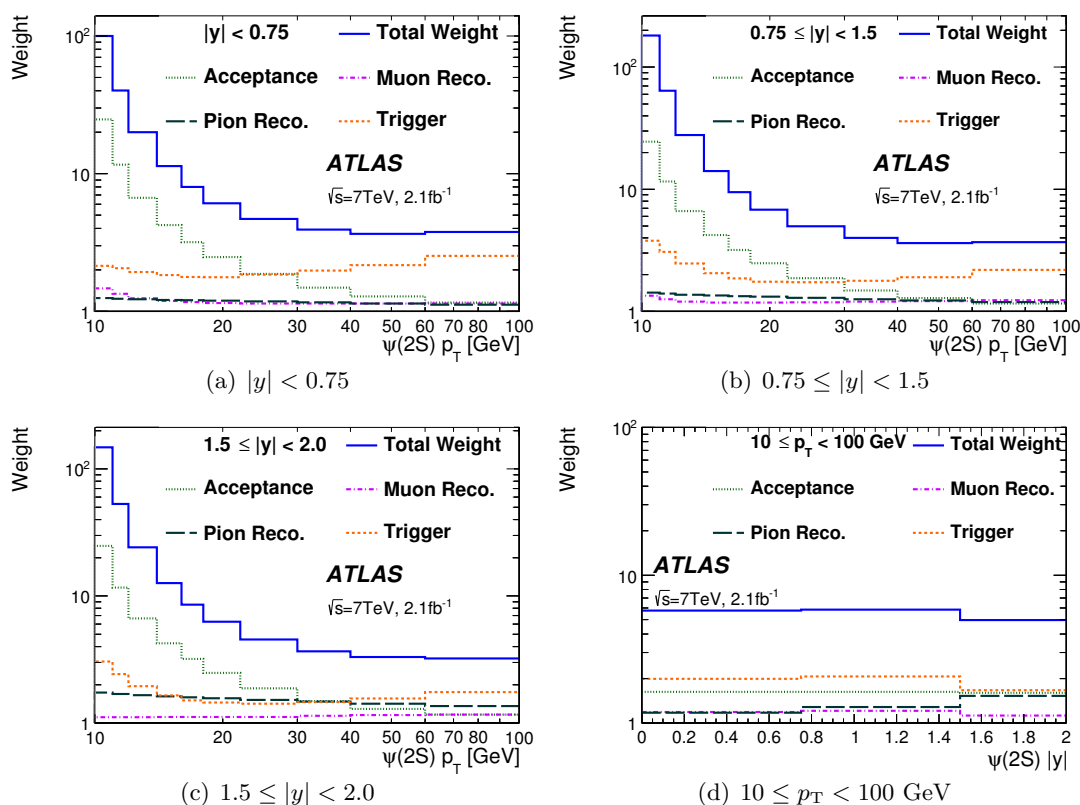 Weight
|y| < 0.75
Total Weight
Acceptance
Muon Reco.
Pion Reco.
Trigger
ATLAS
√s=7TeV, 2.1fb⁻¹
10²
10
1
10 20 30 40 50 60 70 80 100
ψ(2S) p_T [GeV]
(a) |y| < 0.75
Weight
0.75 ≤ |y| < 1.5
Total Weight
Acceptance
Muon Reco.
Pion Reco.
Trigger
ATLAS
√s=7TeV, 2.1fb⁻¹
10²
10
1
10 20 30 40 50 60 70 80 100
ψ(2S) p_T [GeV]
(b) 0.75 ≤ |y| < 1.5
Weight
1.5 ≤ |y| < 2.0
Total Weight
Acceptance
Muon Reco.
Pion Reco.
Trigger
ATLAS
√s=7TeV, 2.1fb⁻¹
10²
10
1
10 20 30 40 50 60 70 80 100
ψ(2S) p_T [GeV]
(c) 1.5 ≤ |y| < 2.0
Weight
10 ≤ p_T < 100 GeV
Total Weight
Acceptance
Muon Reco.
Pion Reco.
Trigger
ATLAS
√s=7TeV, 2.1fb⁻¹
10²
10
1
0 0.2 0.4 0.6 0.8 1 1.2 1.4 1.6 1.8 2
ψ(2S) |y|
(d) 10 ≤ p_T < 100 GeV